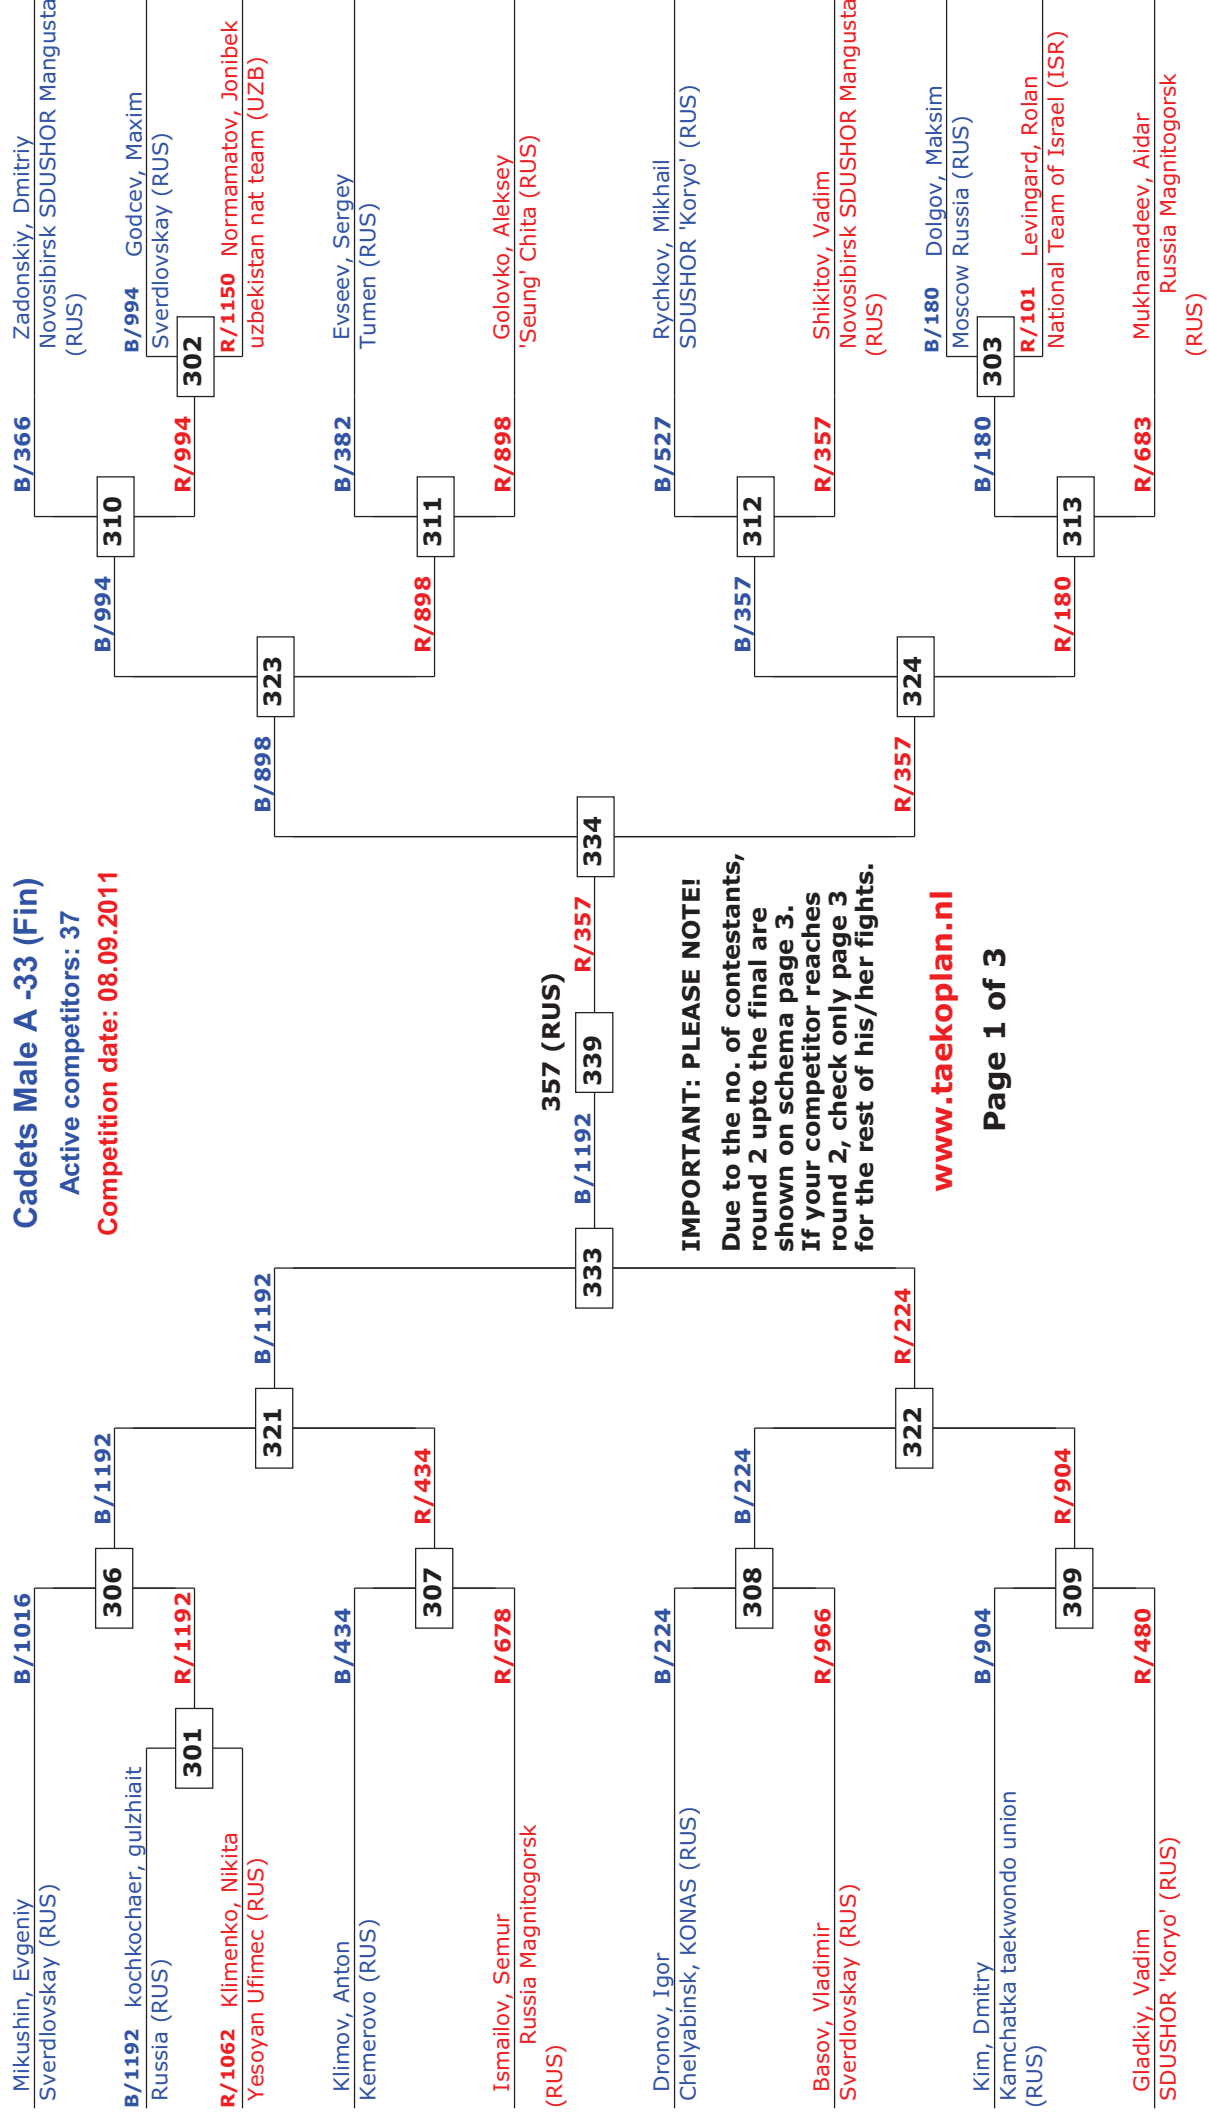 Cadets Male A -33 (Fin)
Active competitors: 37
Competition date: 08.09.2011
Mikushin, Evgeniy
Sverdlovskay (RUS)
B/1016
B/1192 kochkochaer, gulzhiait
Russia (RUS)
301
R/1192
R/1062 Klimenko, Nikita
Yesoyan Ufimec (RUS)
306
B/1192
Klimov, Anton
Kemerovo (RUS)
B/434
307
R/434
Ismailov, Semur
Russia Magnitogorsk
(RUS)
R/678
321
B/1192
Dronov, Igor
Chelyabinsk, KONAS (RUS)
B/224
308
B/224
Basov, Vladimir
Sverdlovskay (RUS)
R/966
322
R/224
Kim, Dmitry
Kamchatka taekwondo union
(RUS)
B/904
309
R/904
Gladkiy, Vadim
SDUSHOR 'Koryo' (RUS)
R/480
333
B/1192
357 (RUS)
339
R/357
334
IMPORTANT: PLEASE NOTE!
Due to the no. of contestants,
round 2 upto the final are
shown on schema page 3.
If your competitor reaches
round 2, check only page 3
for the rest of his/her fights.
www.taekoplan.nl
Page 1 of 3
B/366
Zadonskiy, Dmitriy
Novosibirsk SDUSHOR Mangusta
(RUS)
B/994
310
R/994
302
B/994 Godcev, Maxim
Sverdlovskay (RUS)
R/1150 Normamatov, Jonibek
uzbekistan nat team (UZB)
B/898
323
B/382
Evseev, Sergey
Tumen (RUS)
R/898
311
R/898
Golovko, Aleksey
'Seung' Chita (RUS)
B/527
Rychkov, Mikhail
SDUSHOR 'Koryo' (RUS)
B/357
312
R/357
Shikitov, Vadim
Novosibirsk SDUSHOR Mangusta
(RUS)
R/357
324
B/180
303
B/180 Dolgov, Maksim
Moscow Russia (RUS)
R/101 Levingard, Rolan
National Team of Israel (ISR)
R/180
313
R/683
Mukhamadeev, Aidar
Russia Magnitogorsk
(RUS)